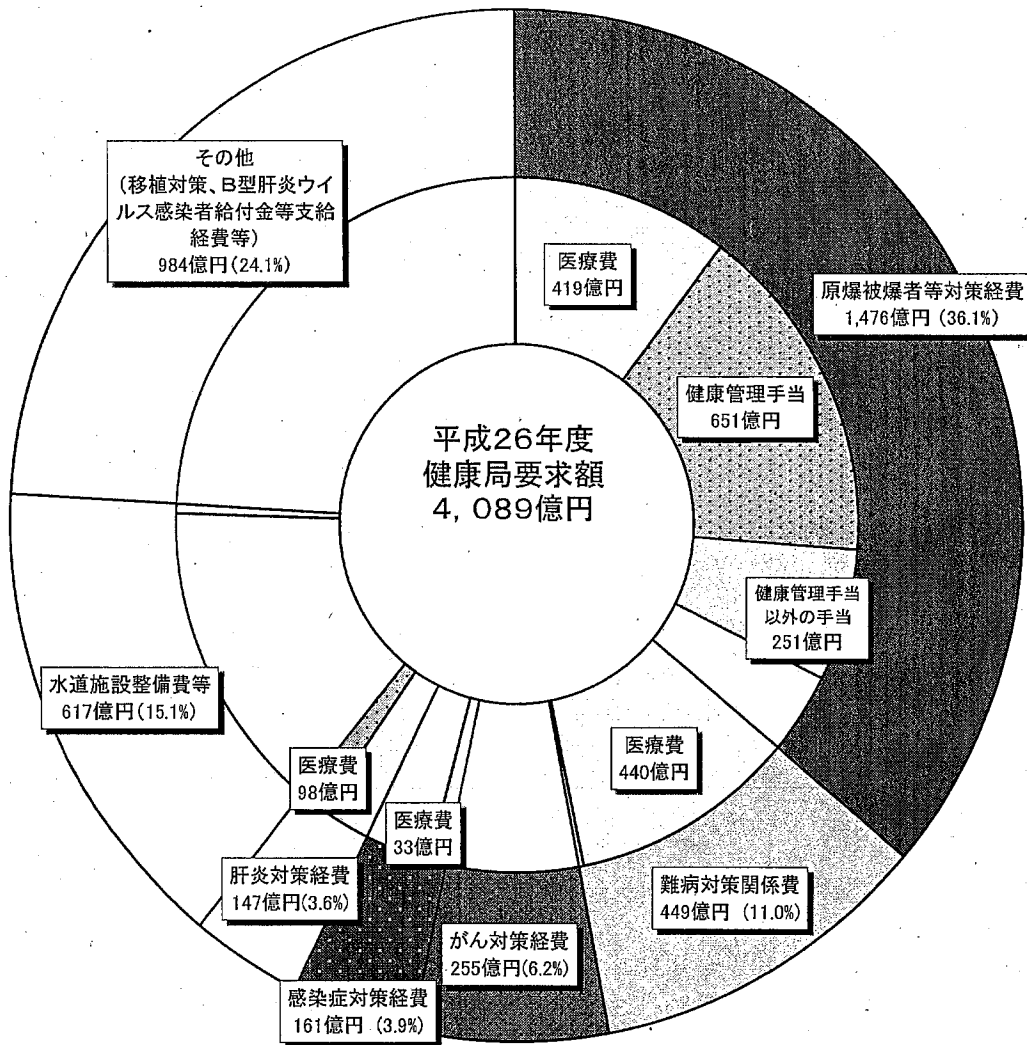 その他
(移植対策、B型肝炎ウイ
ルス感染者給付金等支給
経費等)
984億円(24.1%)
医療費
419億円
原爆被爆者等対策経費
1,476億円 (36.1%)
健康管理手当
651億円
平成26年度
健康局要求額
4,089億円
健康管理手当
以外の手当
251億円
水道施設整備費等
617億円(15.1%)
医療費
440億円
医療費
98億円
医療費
33億円
肝炎対策経費
147億円(3.6%)
難病対策関係費
449億円 (11.0%)
がん対策経費
255億円(6.2%)
感染症対策経費
161億円 (3.9%)